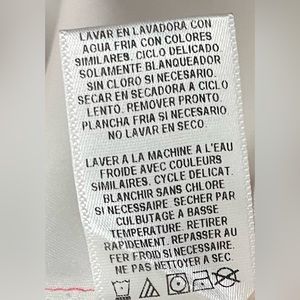 LAVAR EN LAVADORA CON
AGUA FRIA CON COLORES
SIMILARES. CICLO DELICADO.
SOLAMENTE BLANQUEADOR
SIN CLORO SI NECESARIO.
SECAR EN SECADORA A CICLO
LENTO. REMOVER PRONTO.
PLANCHA FRIA SI NECESARIO.
NO LAVAR EN SECO.
LAVER A LA MACHINE A L'EAU
FROIDE AVEC COULEURS
SIMILAIRES. CYCLE DELICAT.
BLANCHIR SANS CHLORE
SI NECESSAIRE. SECHER PAR
CULBUTAGE A BASSE
TEMPERATURE. RETIRER
RAPIDEMENT. REPASSER AU
FER FROID SI NECESSAIRE.
NE PAS NETTOYER A SEC.